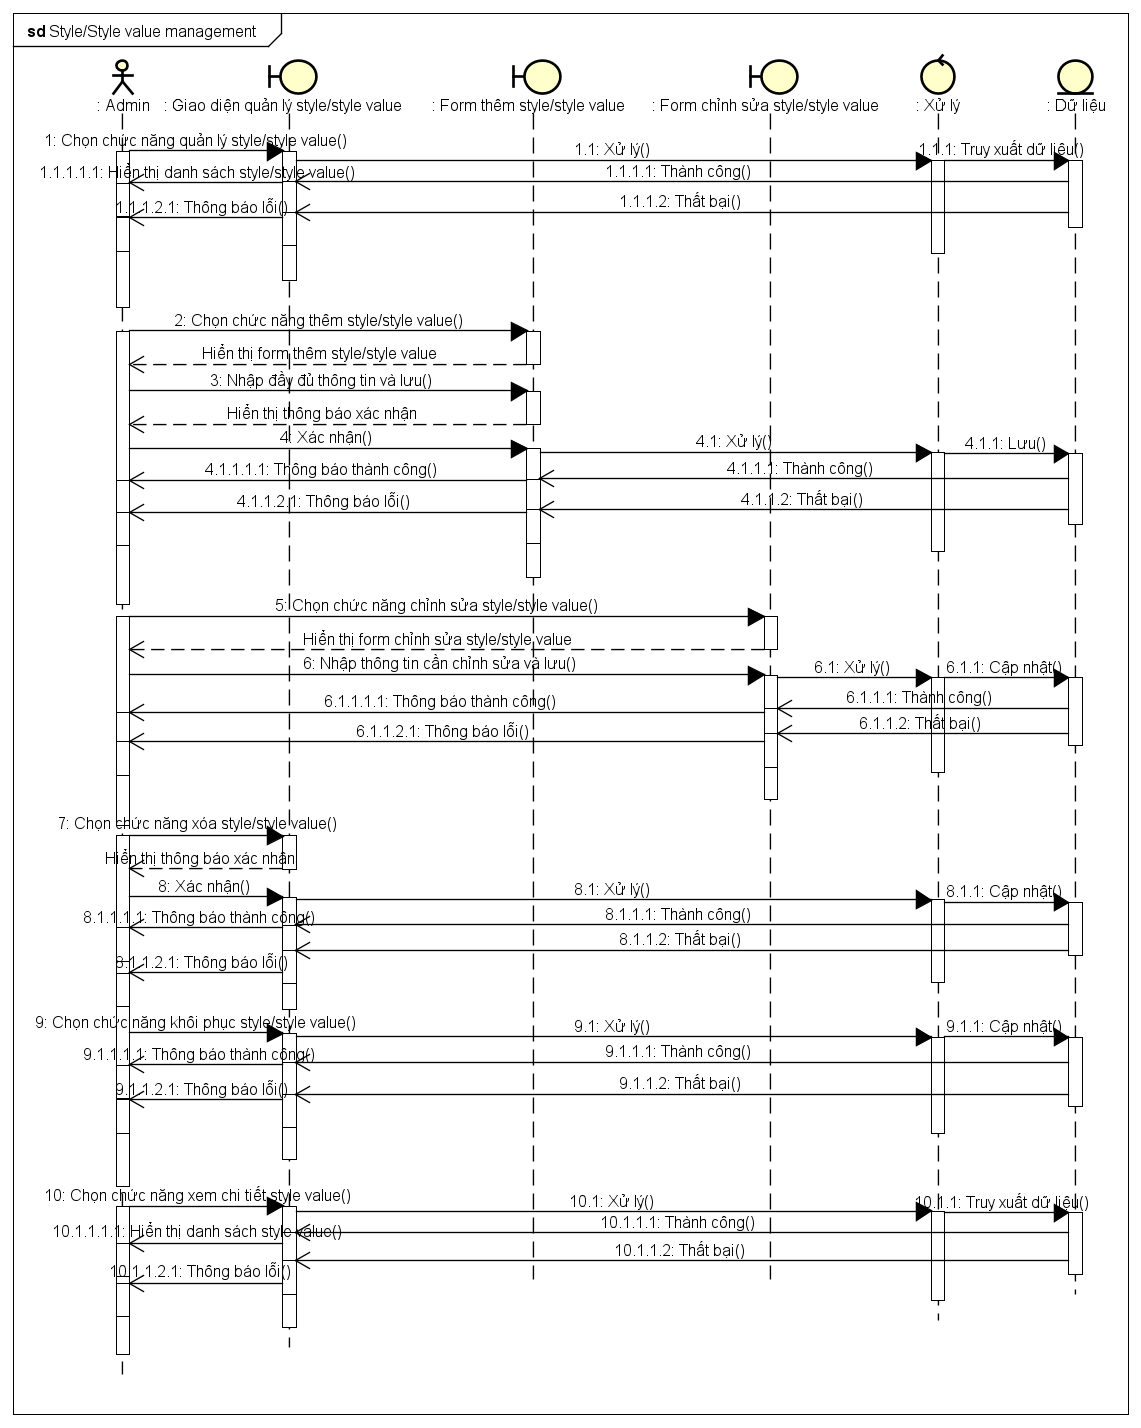 sd Style/Style value management
: Admin
: Giao diện quản lý style/style value
: Form thêm style/style value
: Form chỉnh sửa style/style value
: Xử lý
: Dữ liệu
1: Chọn chức năng quản lý style/style value()
1.1: Xử lý()
1.1.1: Truy xuất dữ liệu()
1.1.1.1.1: Hiển thị danh sách style/style value()
1.1.1.1: Thành công()
1.1.1.2.1: Thông báo lỗi()
1.1.1.2: Thất bại()
2: Chọn chức năng thêm style/style value()
Hiển thị form thêm style/style value
3: Nhập đầy đủ thông tin và lưu()
Hiển thị thông báo xác nhận
4: Xác nhận()
4.1: Xử lý()
4.1.1: Lưu()
4.1.1.1.1: Thông báo thành công()
4.1.1.1: Thành công()
4.1.1.2.1: Thông báo lỗi()
4.1.1.2: Thất bại()
5: Chọn chức năng chỉnh sửa style/style value()
Hiển thị form chỉnh sửa style/style value
6: Nhập thông tin cần chỉnh sửa và lưu()
6.1: Xử lý()
6.1.1: Cập nhật()
6.1.1.1.1: Thông báo thành công()
6.1.1.1: Thành công()
6.1.1.2.1: Thông báo lỗi()
6.1.1.2: Thất bại()
7: Chọn chức năng xóa style/style value()
Hiển thị thông báo xác nhận
8: Xác nhận()
8.1: Xử lý()
8.1.1: Cập nhật()
8.1.1.1.1: Thông báo thành công()
8.1.1.1: Thành công()
8.1.1.2.1: Thông báo lỗi()
8.1.1.2: Thất bại()
9: Chọn chức năng khôi phục style/style value()
9.1: Xử lý()
9.1.1: Cập nhật()
9.1.1.1.1: Thông báo thành công()
9.1.1.1: Thành công()
9.1.1.2.1: Thông báo lỗi()
9.1.1.2: Thất bại()
10: Chọn chức năng xem chi tiết style value()
10.1: Xử lý()
10.1.1: Truy xuất dữ liệu()
10.1.1.1.1: Hiển thị danh sách style value()
10.1.1.1: Thành công()
10.1.1.2.1: Thông báo lỗi()
10.1.1.2: Thất bại()